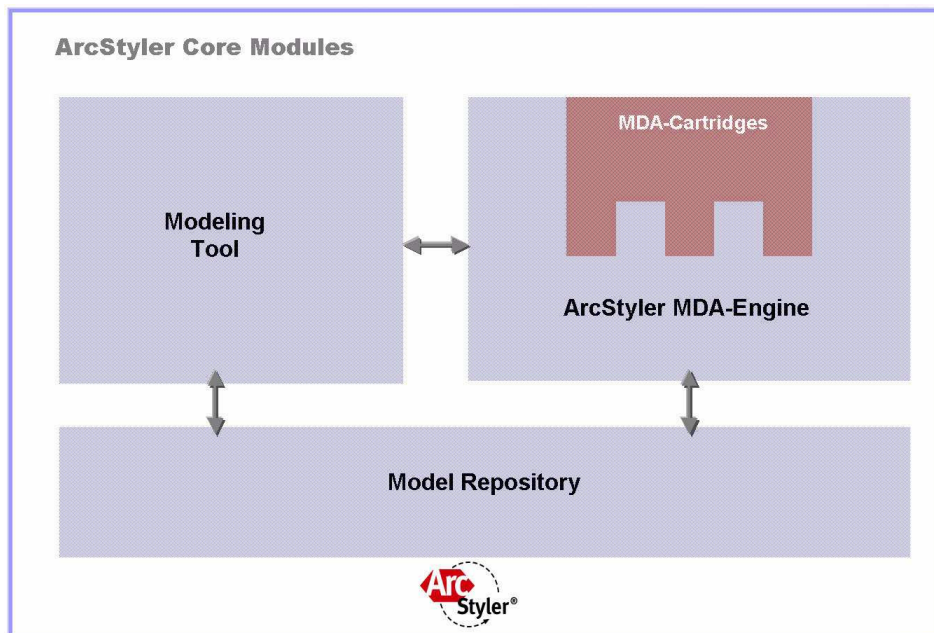 ArcStyler Core Modules
MDA-Cartridges
Modeling
Tool
ArcStyler MDA-Engine
Model Repository
Arc
Styler®